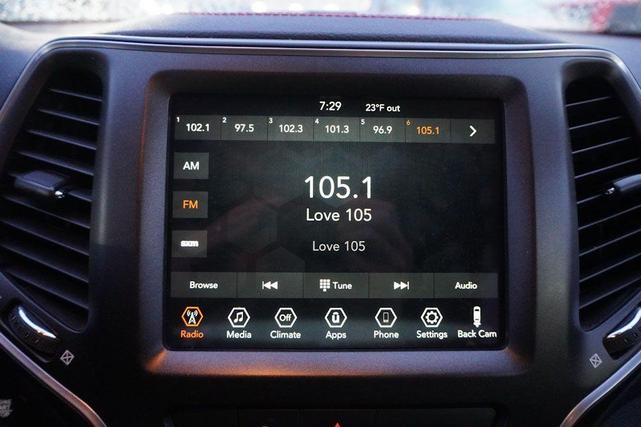 7:29 23°F out
1 102.1 2 97.5 3 102.3 4 101.3 5 96.9 6 105.1
AM
105.1
FM
Love 105
sxm
Love 105
Browse Tune Audio
Off
Radio Media Climate Apps Phone Settings Back Cam